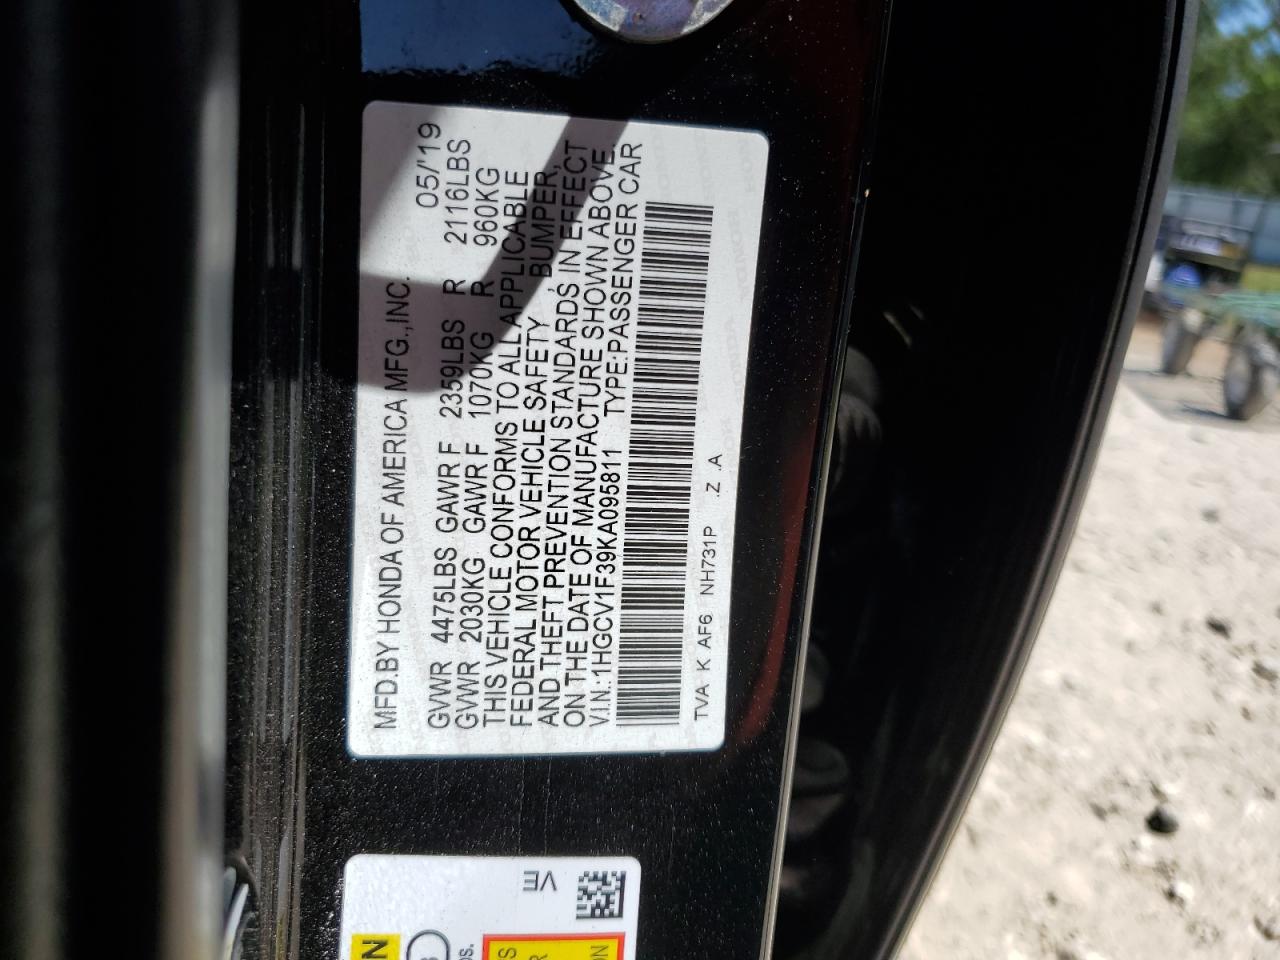 MFD.BY HONDA OF AMERICA MFG.,INC. 05/'19
GVWR 4475LBS GAWR F 2359LBS R 2116LBS
GVWR 2030KG GAWR F 1070KG R 960KG
THIS VEHICLE CONFORMS TO ALL APPLICABLE
FEDERAL MOTOR VEHICLE SAFETY , BUMPER,
AND THEFT PREVENTION STANDARDS IN EFFECT
ON THE DATE OF MANUFACTURE SHOWN ABOVE.
V.I.N.:1HGCV1F39KA095811 TYPE:PASSENGER CAR
TVA K AF6 NH731P .Z .A
VE